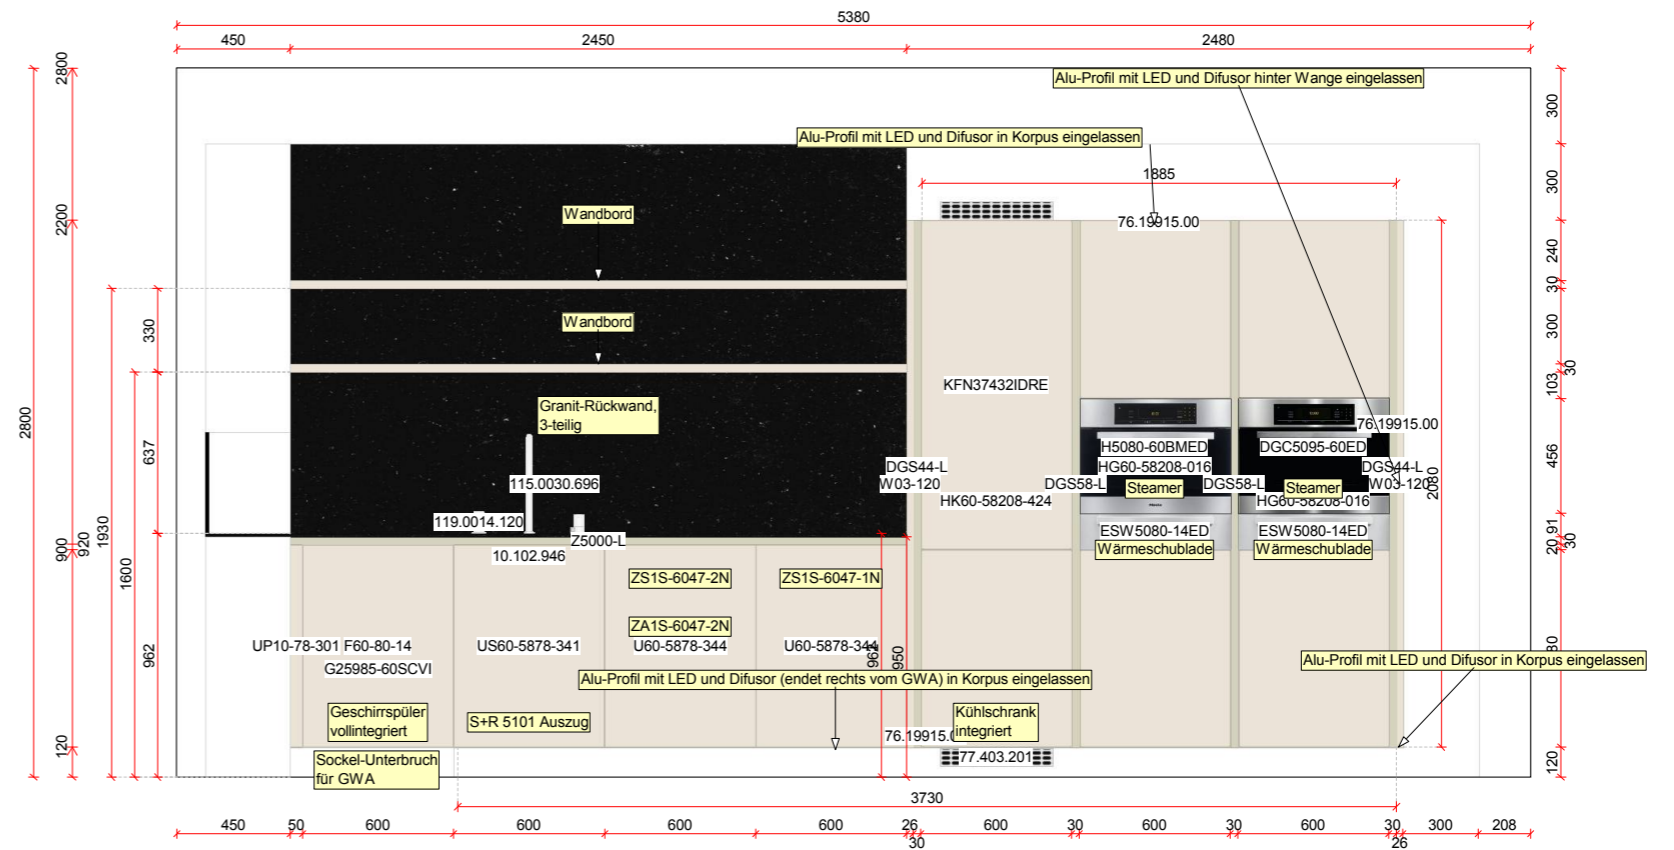 5380
450
2450
2480
2800
Alu-Profil mit LED und Difusor hinter Wange eingelassen
300
Alu-Profil mit LED und Difusor in Korpus eingelassen
1885
300
Wandbord
2200
76.19915.00
240
30
Wandbord
330
300
30
KFN37432IDRE
103
2800
Granit-Rückwand,
3-teilig
76.19915.00
637
H5080-60BMED
DGC5095-60ED
456
DGS44-L
HG60-58208-016
DGS44-L
115.0030.696
W03-120
DGS58-L
Steamer
DGS58-L
Steamer
W03-120
2080
HK60-58208-424
HG60-58208-016
119.0014.120
ESW5080-14ED
ESW5080-14ED
91
1930
920
900
Z5000-L
Wärmeschublade
Wärmeschublade
20
30
10.102.946
1600
ZS1S-6047-2N
ZS1S-6047-1N
ZA1S-6047-2N
UP10-78-301
F60-80-14
US60-5878-341
U60-5878-344
U60-5878-344
962
962
950
Alu-Profil mit LED und Difusor in Korpus eingelassen
G25985-60SCVI
Alu-Profil mit LED und Difusor (endet rechts vom GWA) in Korpus eingelassen
Geschirrspüler
vollintegriert
S+R 5101 Auszug
Kühlschrank
integriert
120
Sockel-Unterbruch
für GWA
77.403.201
120
3730
450
50
600
600
600
600
26
30
600
30
600
30
600
30
26
300
208